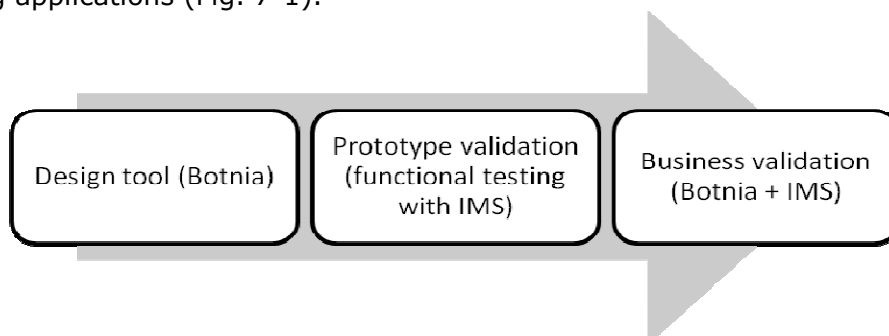 applications (Fig. 7-1).
Design tool (Botnia)
Prototype validation
(functional testing
with IMS)
Business validation
(Botnia + IMS)